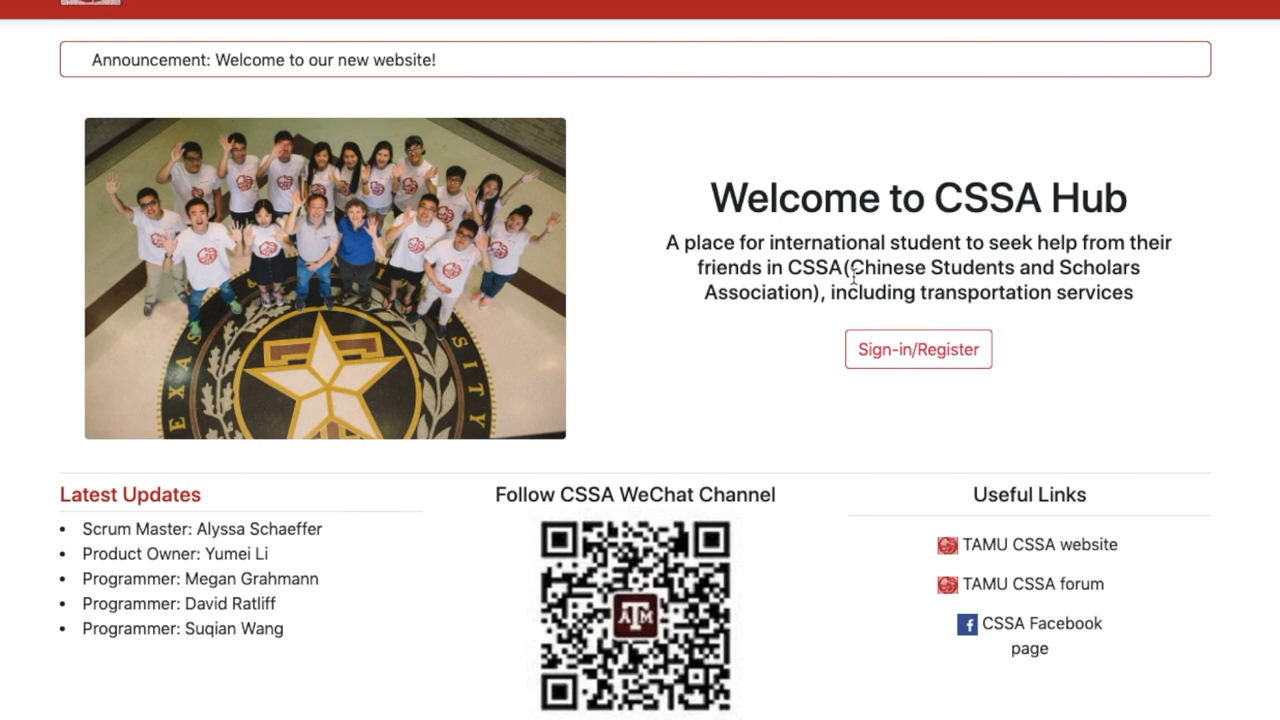 Announcement: Welcome to our new website!
Welcome to CSSA Hub
A place for international student to seek help from their
friends in CSSA(Chinese Students and Scholars
Association), including transportation services
Sign-in/Register
EXAS
SITY
Latest Updates
• Scrum Master: Alyssa Schaeffer
• Product Owner: Yumei Li
• Programmer: Megan Grahmann
• Programmer: David Ratliff
• Programmer: Suqian Wang
Follow CSSA WeChat Channel
ATM
Useful Links
TAMU CSSA website
TAMU CSSA forum
f CSSA Facebook
page